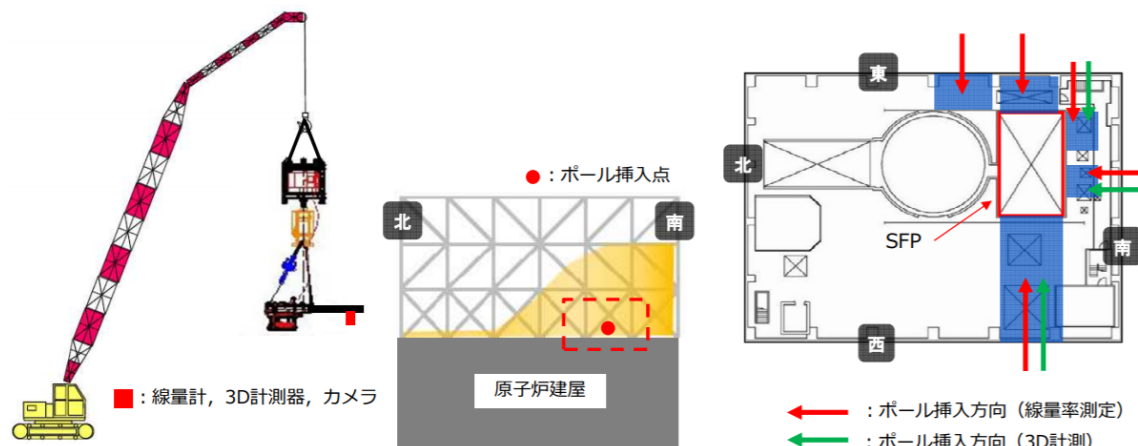 ：線量計，3D計測器，カメラ
●：ポール挿入点
北
南
原子炉建屋
東
北
SFP
南
西
：ポール挿入方向（線量率測定）
：ポール挿入方向（3D計測）